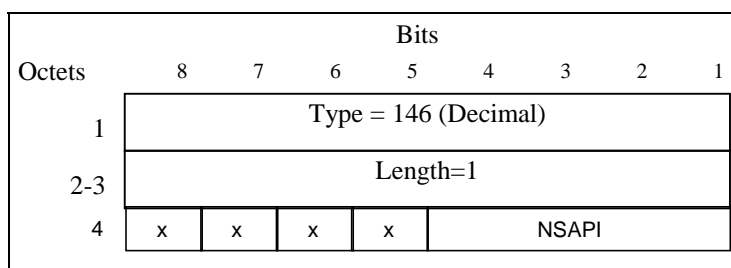 Bits
Octets 8 7 6 5 4 3 2 1
1 Type = 146 (Decimal)
2-3 Length=1
4 x x x x NSAPI